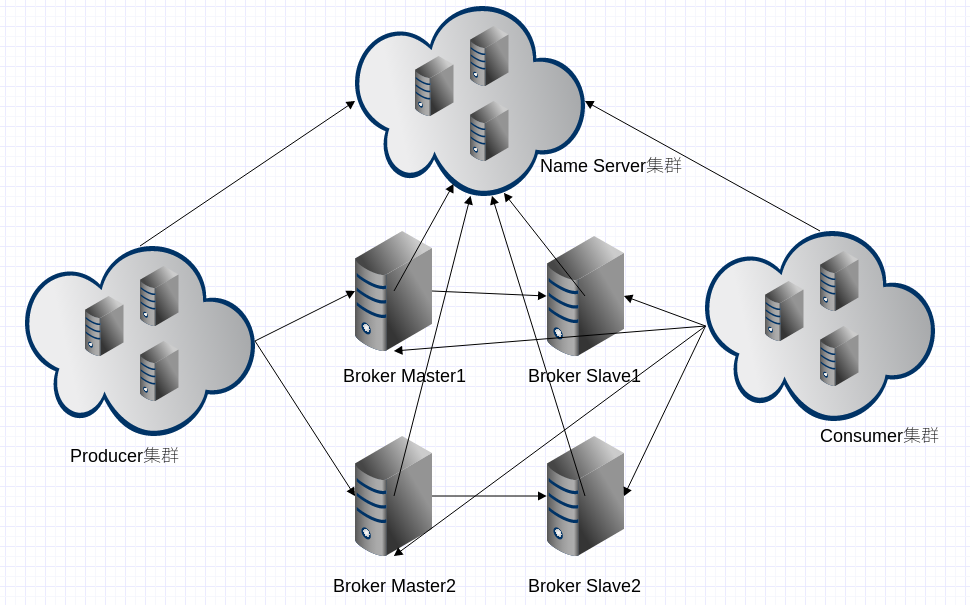 Name Server集群
Broker Master1
Broker Slave1
Producer集群
Consumer集群
Broker Master2
Broker Slave2